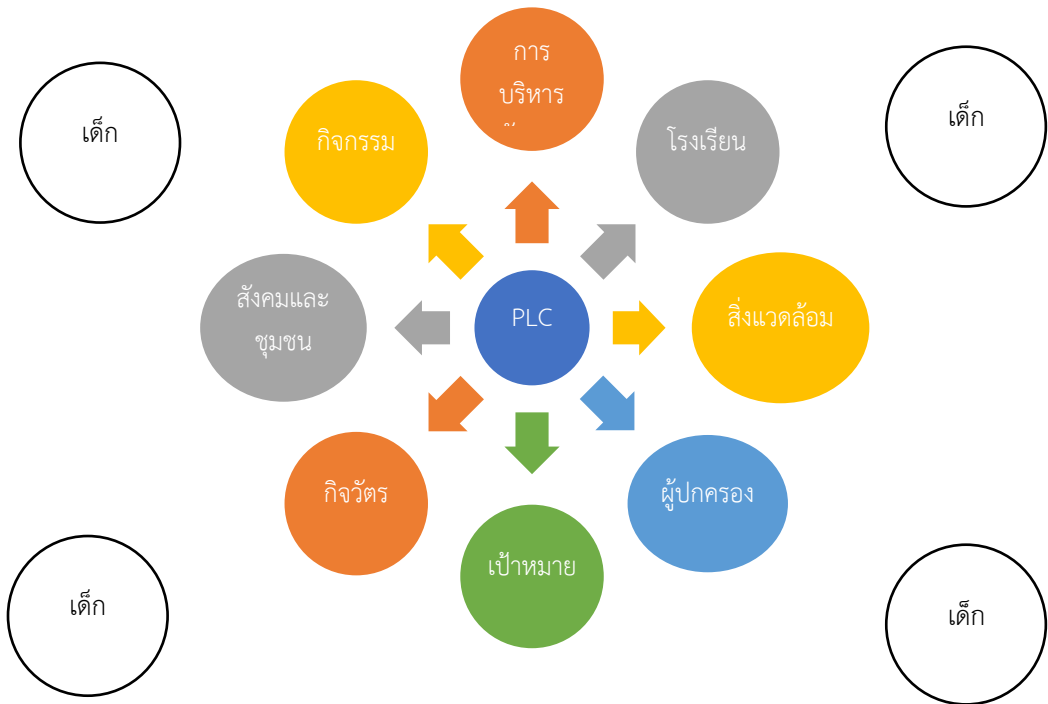 การ
บริหาร
เด็ก
เด็ก
กิจกรรม
โรงเรียน
สังคมและ
ชุมชน
PLC
สิ่งแวดล้อม
กิจวัตร
ผู้ปกครอง
เป้าหมาย
เด็ก
เด็ก